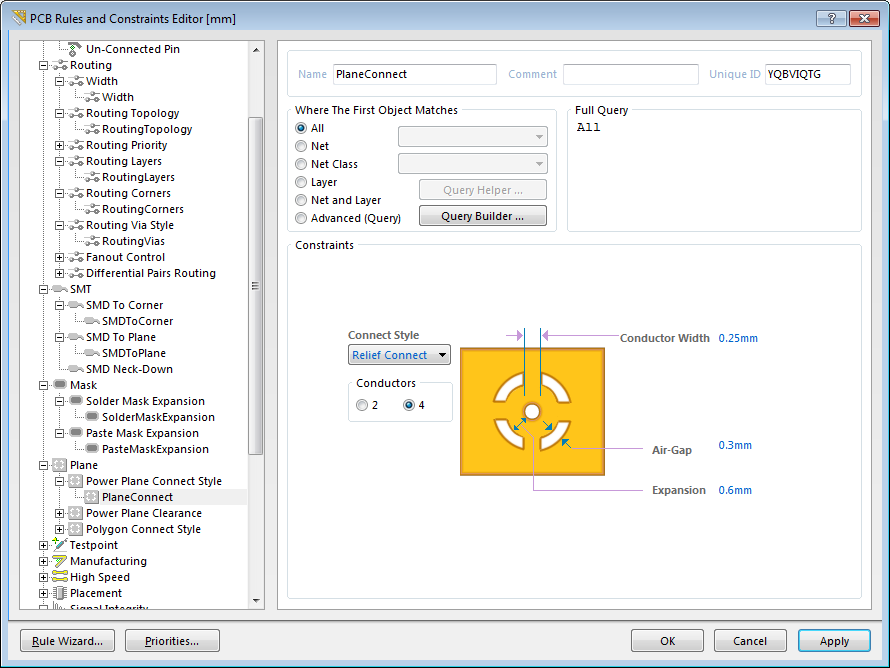 PCB Rules and Constraints Editor [mm]
Un-Connected Pin
Routing
Width
Width
Routing Topology
RoutingTopology
Routing Priority
Routing Layers
RoutingLayers
Routing Corners
RoutingCorners
Routing Via Style
RoutingVias
Fanout Control
Differential Pairs Routing
SMT
SMD To Corner
SMDToCorner
SMD To Plane
SMDToPlane
SMD Neck-Down
Mask
Solder Mask Expansion
SolderMaskExpansion
Paste Mask Expansion
PasteMaskExpansion
Plane
Power Plane Connect Style
PlaneConnect
Power Plane Clearance
Polygon Connect Style
Testpoint
Manufacturing
High Speed
Placement
Signal Integrity
Name PlaneConnect Comment Unique ID YQBVIQTG
Where The First Object Matches
All
Net
Net Class
Layer
Net and Layer
Advanced (Query)
Query Helper ...
Query Builder ...
Full Query
All
Constraints
Connect Style
Relief Connect
Conductors
2 4
Conductor Width 0.25mm
Air-Gap 0.3mm
Expansion 0.6mm
Rule Wizard... Priorities... OK Cancel Apply